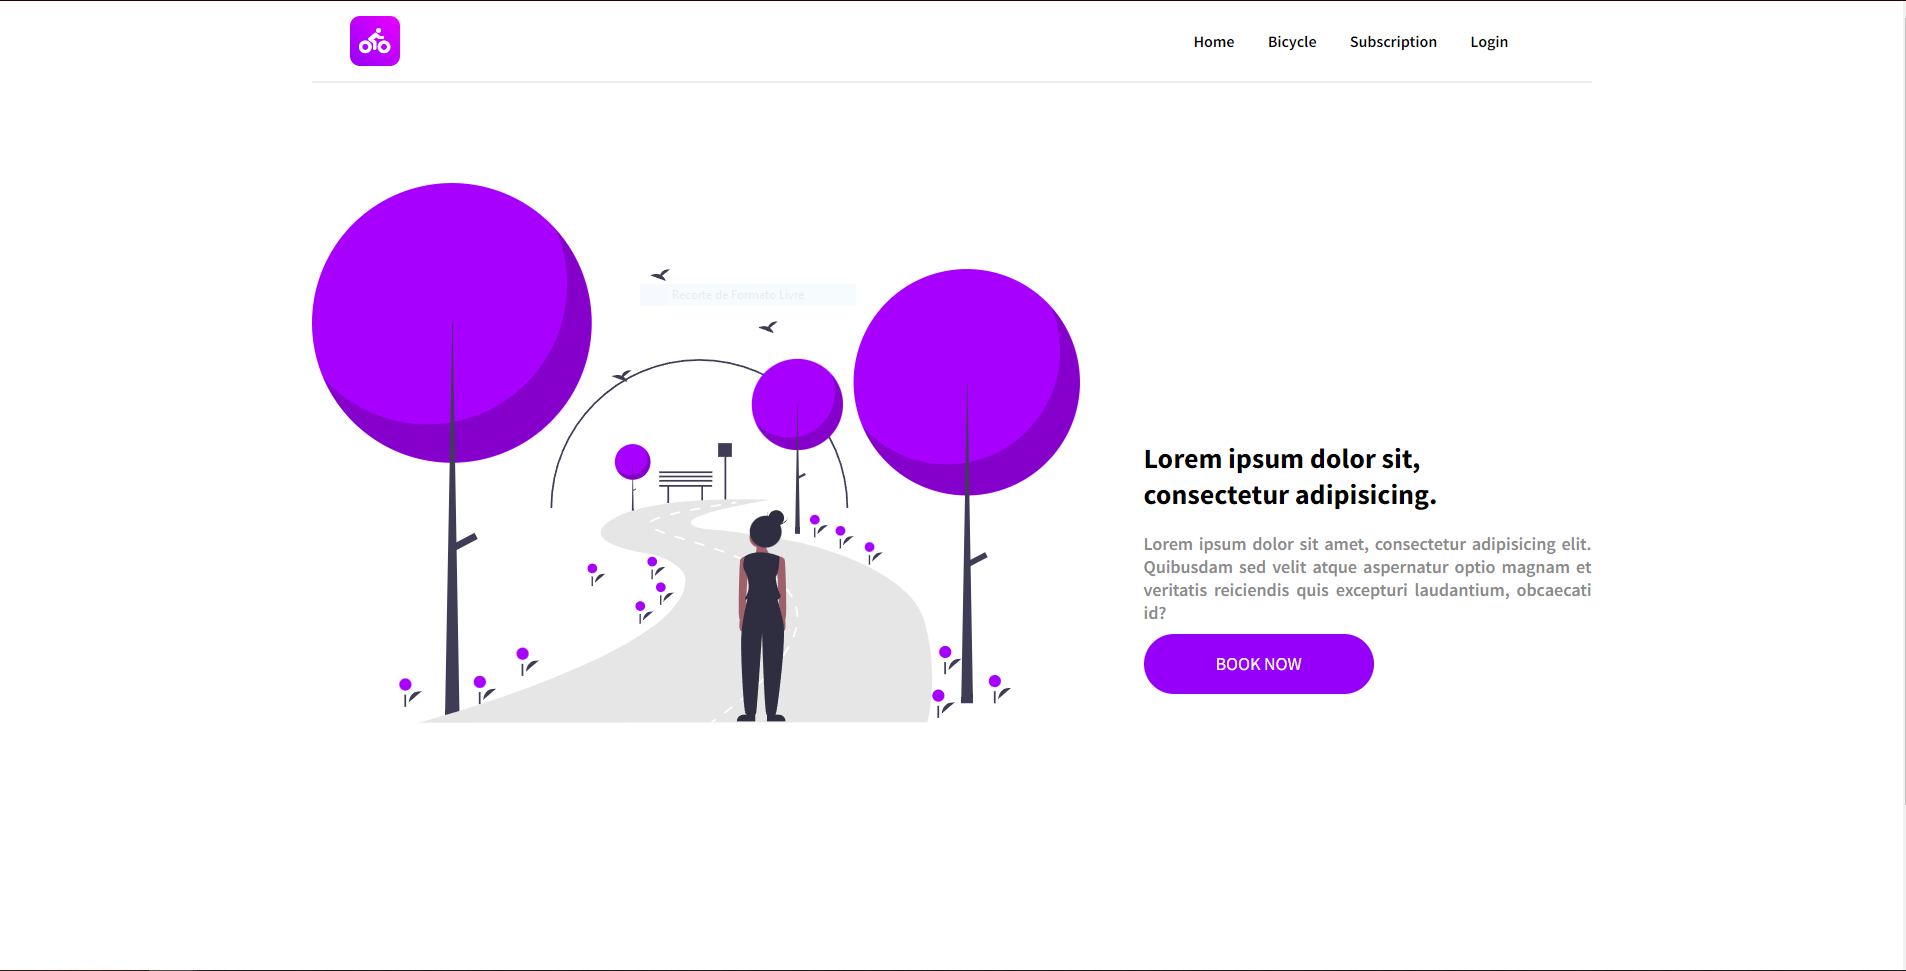 Home Bicycle Subscription Login
Recorte de Formato Livre
Lorem ipsum dolor sit,
consectetur adipisicing.
Lorem ipsum dolor sit amet, consectetur adipisicing elit.
Quibusdam sed velit atque aspernatur optio magnam et
veritatis reiciendis quis excepturi laudantium, obcaecati
id?
BOOK NOW